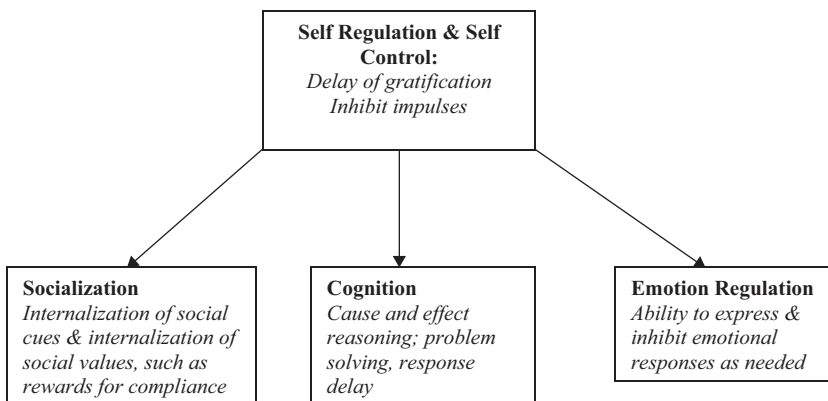 Self Regulation & Self
Control:
Delay of gratification
Inhibit impulses
Socialization
Internalization of social
cues & internalization of
social values, such as
rewards for compliance
Cognition
Cause and effect
reasoning; problem
solving, response
delay
Emotion Regulation
Ability to express &
inhibit emotional
responses as needed